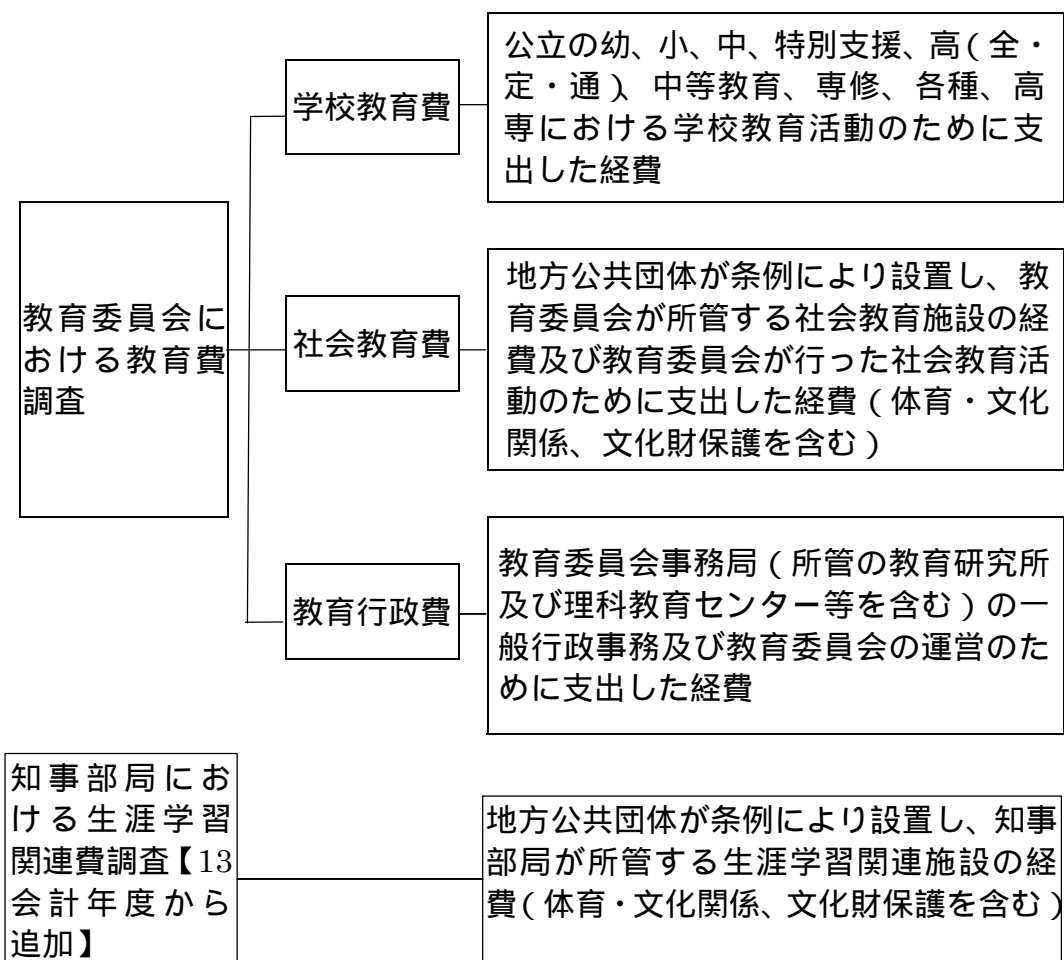 学校教育費
公立の幼、小、中、特別支援、高(全・
定・通)、中等教育、専修、各種、高
専における学校教育活動のために支
出した経費
教育委員会に
おける教育費
調査
社会教育費
地方公共団体が条例により設置し、教
育委員会が所管する社会教育施設の経
費及び教育委員会が行った社会教育活
動のために支出した経費(体育・文化
関係、文化財保護を含む)
教育行政費
教育委員会事務局(所管の教育研究所
及び理科教育センター等を含む)の一
般行政事務及び教育委員会の運営のた
めに支出した経費
知事部局にお
ける生涯学習
関連費調査【13
会計年度から
追加】
地方公共団体が条例により設置し、知事
部局が所管する生涯学習関連施設の経
費(体育・文化関係、文化財保護を含む)